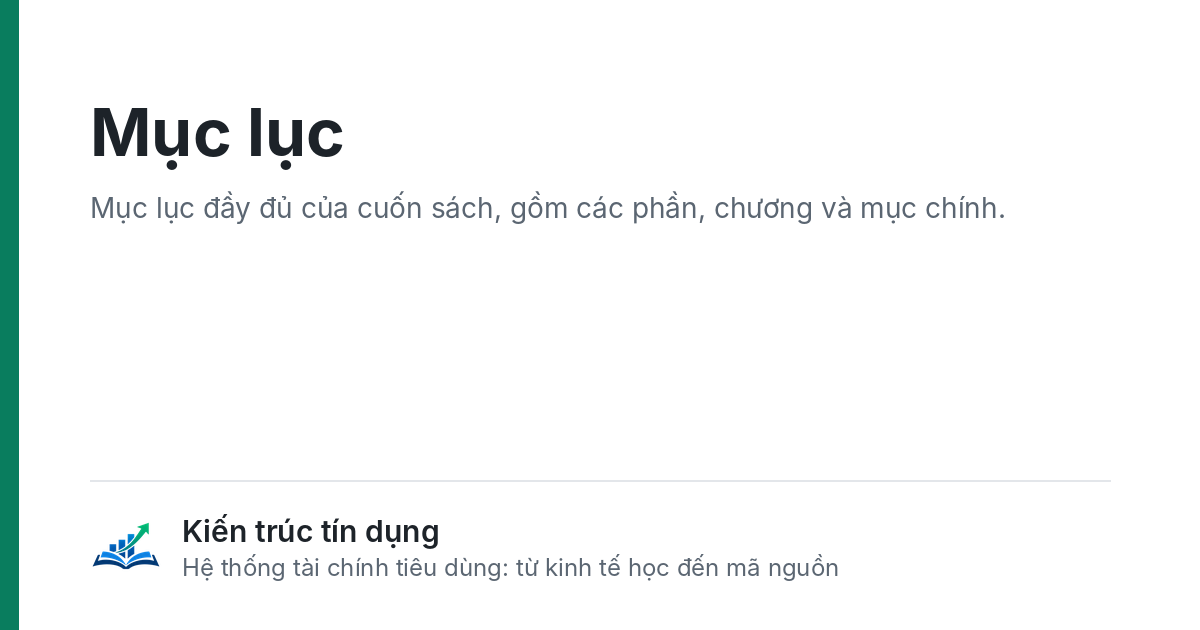 Mục lục
Mục lục đầy đủ của cuốn sách, gồm các phần, chương và mục chính.
Kiến trúc tín dụng
Hệ thống tài chính tiêu dùng: từ kinh tế học đến mã nguồn